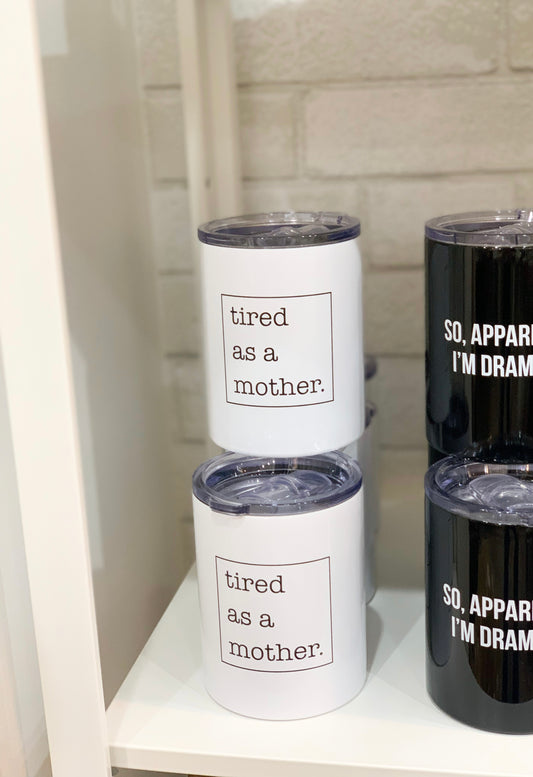 tired
as a
mother.
tired
as a
mother.
SO,
I'M
SO,
I'M